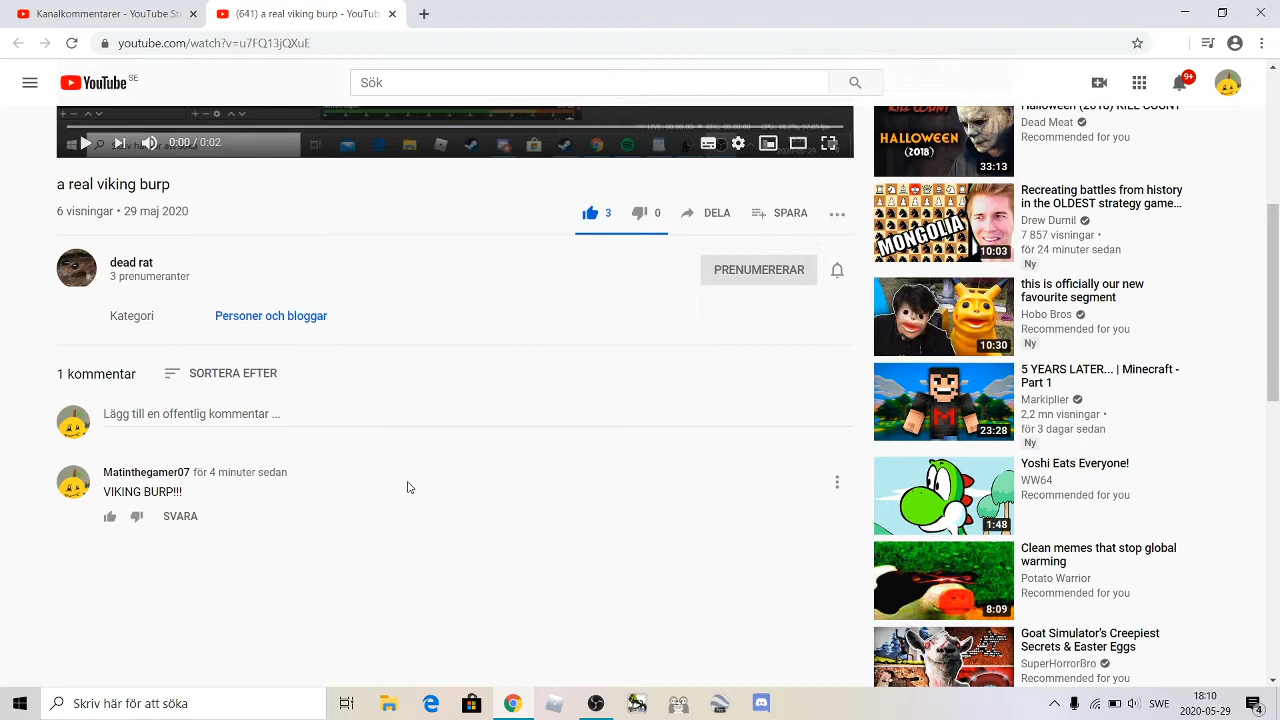 Kanalkommentarer - YouTube St
(641) a real viking burp - YouTube
youtube.com/watch?v=u7FQ13jQXuE
YouTube SE
Sök
9+
0:00 / 0:02
a real viking burp
6 visningar • 29 maj 2020
3
0
DELA
SPARA
dead rat
3 prenumeranter
PRENUMERERAR
Kategori
Personer och bloggar
1 kommentar
SORTERA EFTER
Lägg till en offentlig kommentar ...
Matinthegamer07 för 4 minuter sedan
VIKING BURP!!!
SVARA
HALLOWEEN
(2018)
33:13
Halloween (2018) KILL COUNT
Dead Meat
Recommended for you
MONGOLIA
10:03
Recreating battles from history
in the OLDEST strategy game...
Drew Durnil
7 857 visningar •
för 24 minuter sedan
Ny
10:30
this is officially our new
favourite segment
Hobo Bros
Recommended for you
Ny
23:28
5 YEARS LATER... | Minecraft -
Part 1
Markiplier
2,2 mn visningar •
för 3 dagar sedan
Ny
1:48
Yoshi Eats Everyone!
WW64
Recommended for you
8:09
Clean memes that stop global
warming
Potato Warrior
Recommended for you
Goat Simulator's Creepiest
Secrets & Easter Eggs
SuperHorrorBro
Recommended for you
Skriv här för att söka
SWE
18:10
2020-05-29
4